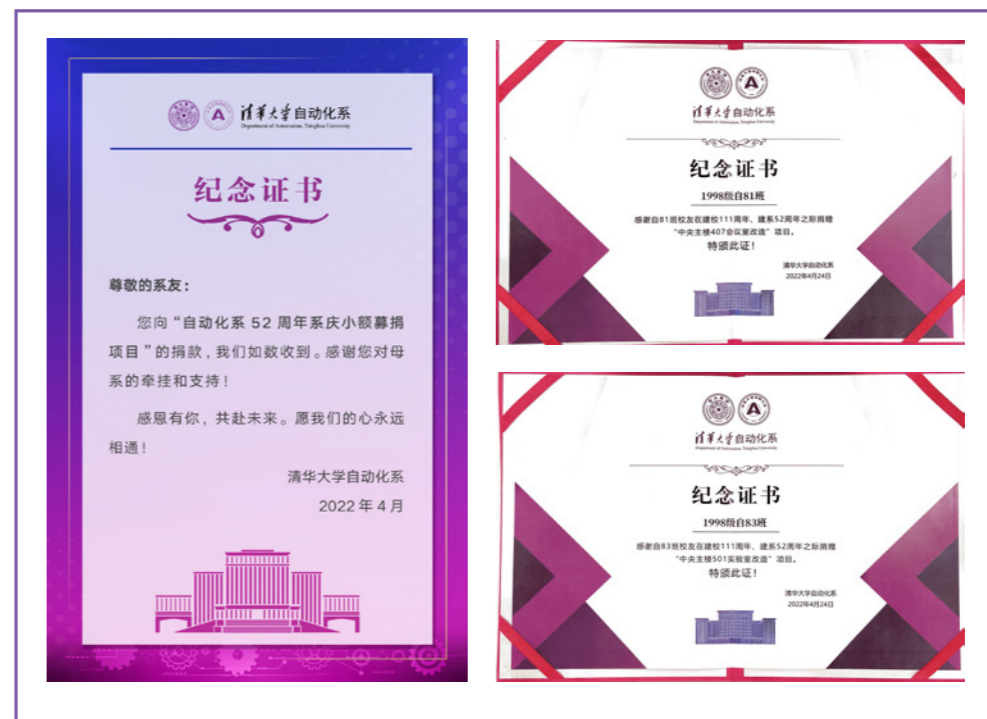 清华大学自动化系
Department of Automation, Tsinghua University
纪念证书
尊敬的系友：
您向“自动化系 52 周年系庆小额募捐
项目”的捐款，我们如数收到。感谢您对母
系的牵挂和支持！
感恩有你，共赴未来。愿我们的心永远
相通！
清华大学自动化系
2022 年 4 月
清华大学自动化系
Department of Automation, Tsinghua University
纪念证书
1998级自81班
感谢自81班校友在建校111周年、建系52周年之际捐赠
“中央主楼407会议室改造”项目。
特颁此证！
清华大学自动化系
2022年4月24日
清华大学自动化系
Department of Automation, Tsinghua University
纪念证书
1998级自83班
感谢自83班校友在建校111周年、建系52周年之际捐赠
“中央主楼501实验室改造”项目。
特颁此证！
清华大学自动化系
2022年4月24日